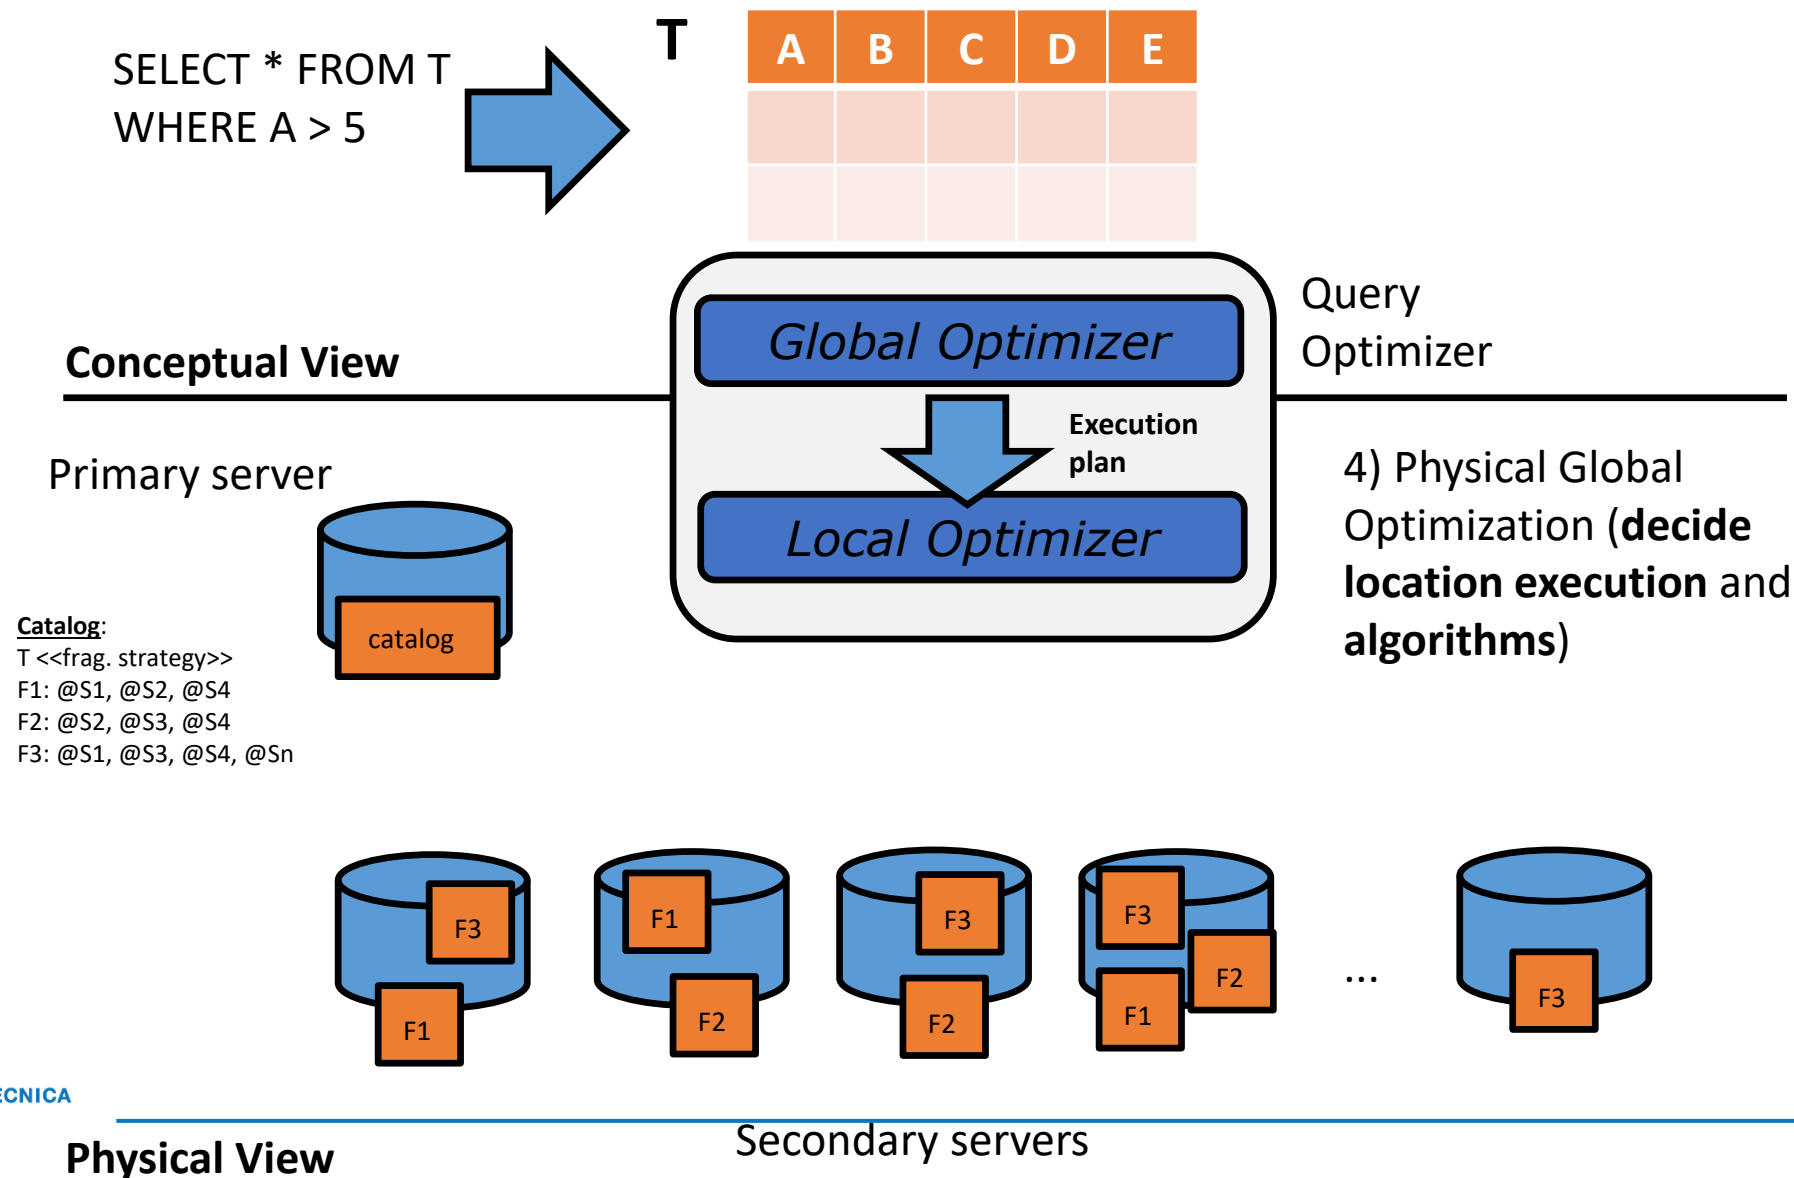 SELECT * FROM T
WHERE A > 5
T
A B C D E
Query
Optimizer
Global Optimizer
Conceptual View
Execution
plan
Local Optimizer
Primary server
4) Physical Global
Optimization (decide
location execution and
algorithms)
catalog
Catalog:
T <<frag. strategy>>
F1: @S1, @S2, @S4
F2: @S2, @S3, @S4
F3: @S1, @S3, @S4, @Sn
F3
F1
F1
F2
F3
F2
F3
F2
F1
...
F3
ECNICA
Secondary servers
Physical View